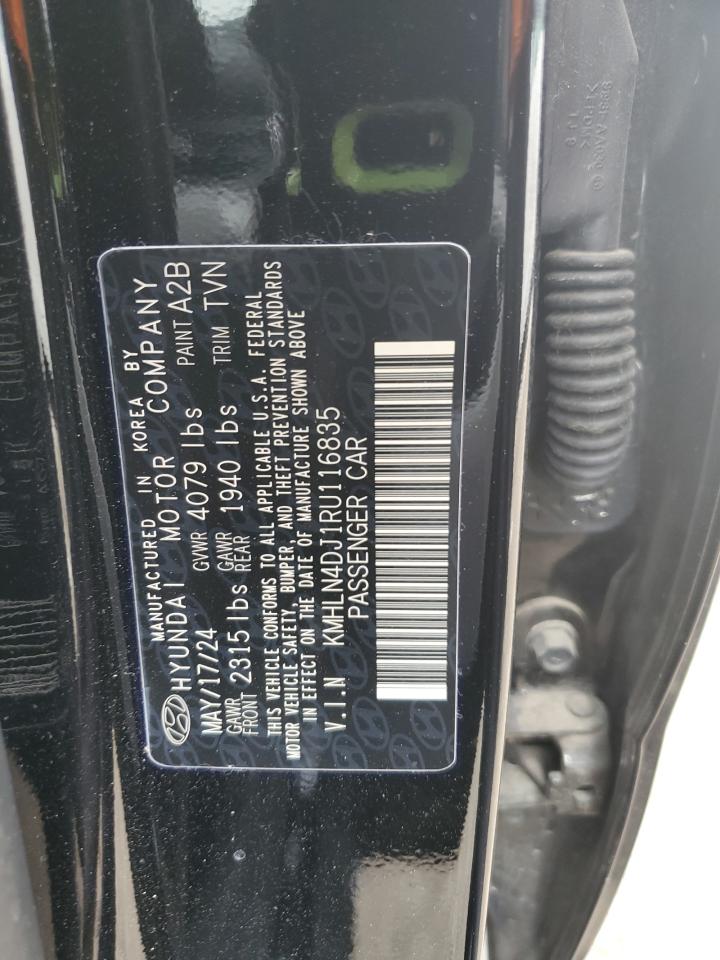 MANUFACTURED IN KOREA BY
HYUNDAI MOTOR COMPANY
MAY/17/24 GVWR 4079 lbs PAINT A2B
GAWR FRONT 2315 lbs GAWR REAR 1940 lbs TRIM TVN
THIS VEHICLE CONFORMS TO ALL APPLICABLE U.S.A. FEDERAL
MOTOR VEHICLE SAFETY, BUMPER, AND THEFT PREVENTION STANDARDS
IN EFFECT ON THE DATE OF MANUFACTURE SHOWN ABOVE
V.I.N KMHLN4DJ1RU116835
PASSENGER CAR